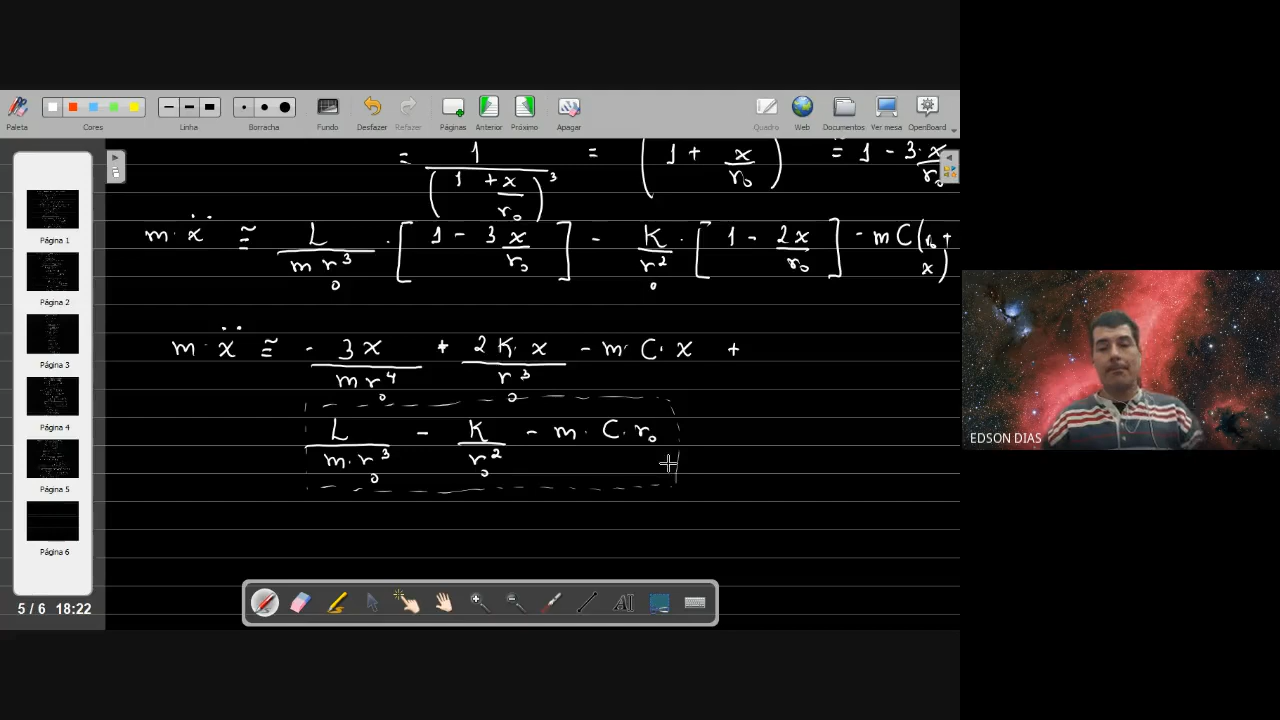 Paleta Cores Linha Borracha Fundo Desfazer Refazer Páginas Anterior Próximo Apagar Quadro Web Documentos Ver mesa OpenBoard
= 1/(1 + x/r₀)³ = (1 + x/r₀) ≅ 1 - 3·x/r₀
m·ẍ ≅ L/(m r₀³) · [1 - 3x/r₀] - K/r₀² · [1 - 2x/r₀] - mC(r₀ + x)
m·ẍ ≅ - 3x/(m r₀⁴) + 2K·x/r₀³ - m·C·x +
L/(m·r₀³) - K/r₀² - m·C·r₀
Página 1
Página 2
Página 3
Página 4
Página 5
Página 6
5 / 6 18:22
EDSON DIAS